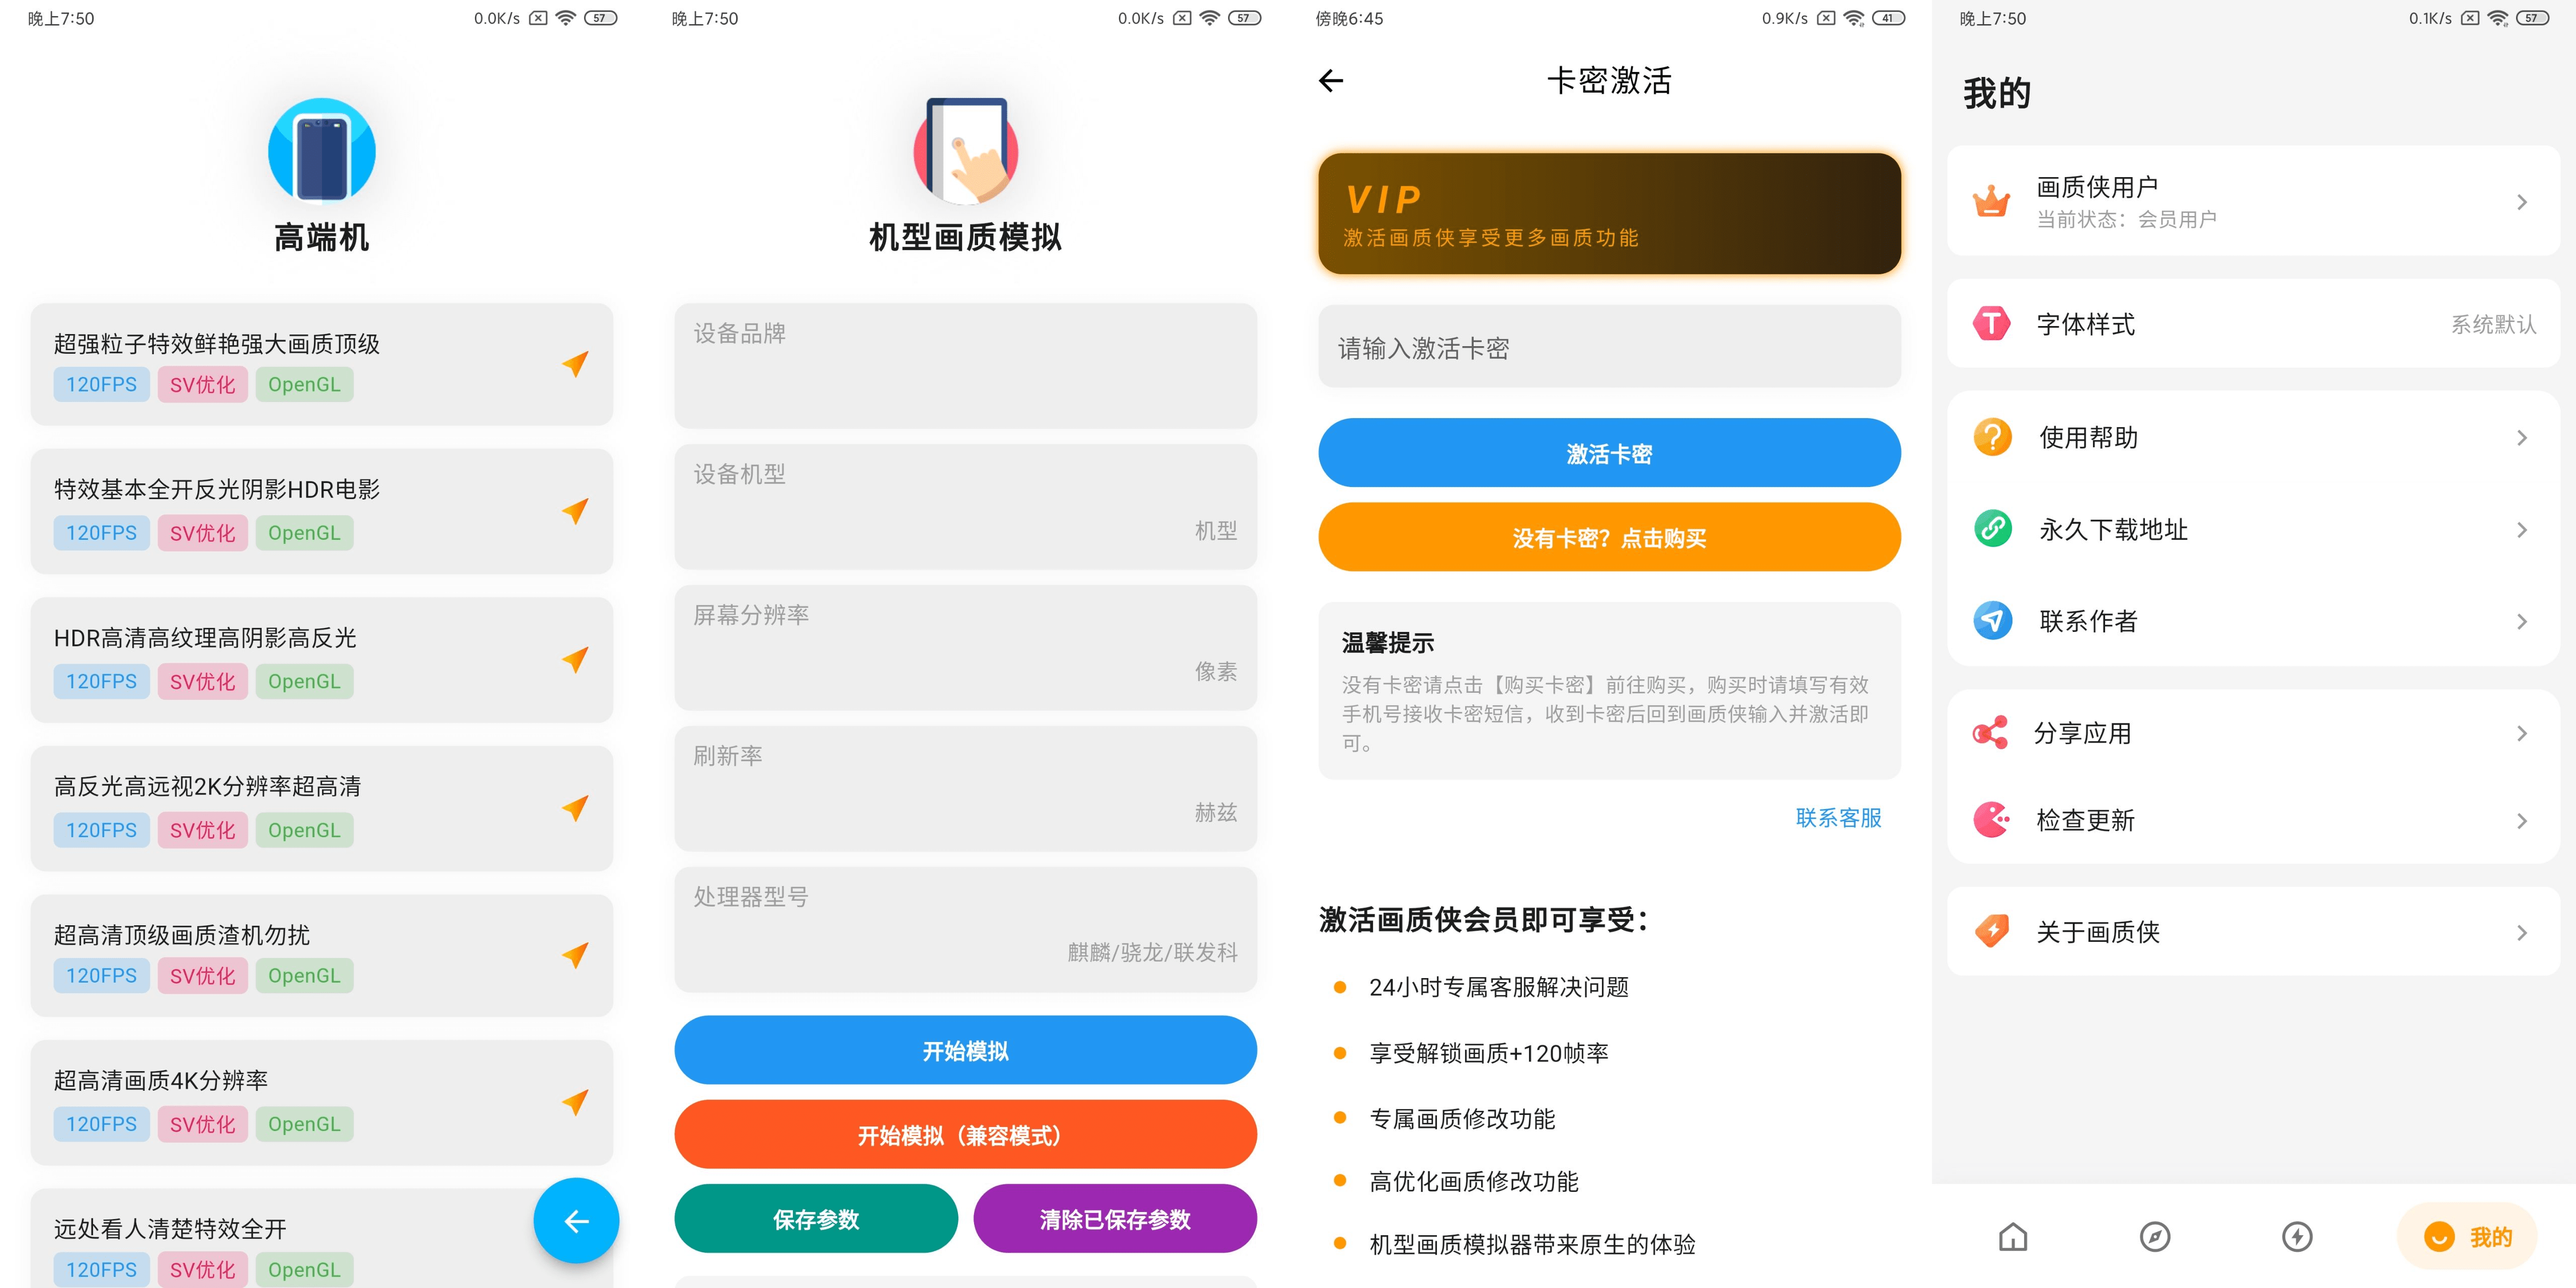 晚上7:50
0.0K/s
57
高端机
超强粒子特效鲜艳强大画质顶级
120FPS SV优化 OpenGL
特效基本全开反光阴影HDR电影
120FPS SV优化 OpenGL
HDR高清高纹理高阴影高反光
120FPS SV优化 OpenGL
高反光高远视2K分辨率超高清
120FPS SV优化 OpenGL
超高清顶级画质渣机勿扰
120FPS SV优化 OpenGL
超高清画质4K分辨率
120FPS SV优化 OpenGL
远处看人清楚特效全开
120FPS SV优化 OpenGL
晚上7:50
0.0K/s
57
机型画质模拟
设备品牌
设备机型
机型
屏幕分辨率
像素
刷新率
赫兹
处理器型号
麒麟/骁龙/联发科
开始模拟
开始模拟（兼容模式）
保存参数
清除已保存参数
傍晚6:45
0.9K/s
41
卡密激活
VIP
激活画质侠享受更多画质功能
请输入激活卡密
激活卡密
没有卡密？点击购买
温馨提示
没有卡密请点击【购买卡密】前往购买，购买时请填写有效
手机号接收卡密短信，收到卡密后回到画质侠输入并激活即
可。
联系客服
激活画质侠会员即可享受：
24小时专属客服解决问题
享受解锁画质+120帧率
专属画质修改功能
高优化画质修改功能
机型画质模拟器带来原生的体验
晚上7:50
0.1K/s
57
我的
画质侠用户
当前状态：会员用户
T
字体样式
系统默认
使用帮助
永久下载地址
联系作者
分享应用
检查更新
关于画质侠
我的